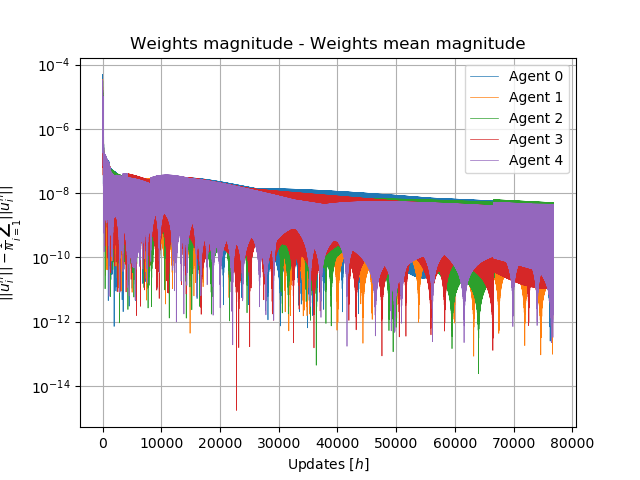 Weights magnitude - Weights mean magnitude
10⁻⁴
10⁻⁶
10⁻⁸
10⁻¹⁰
10⁻¹²
10⁻¹⁴
Agent 0
Agent 1
Agent 2
Agent 3
Agent 4
0 10000 20000 30000 40000 50000 60000 70000 80000
Updates [h]